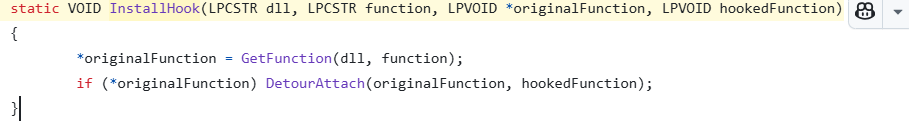 static VOID InstallHook(LPCSTR dll, LPCSTR function, LPVOID *originalFunction, LPVOID hookedFunction)
{
        *originalFunction = GetFunction(dll, function);
        if (*originalFunction) DetourAttach(originalFunction, hookedFunction);
}